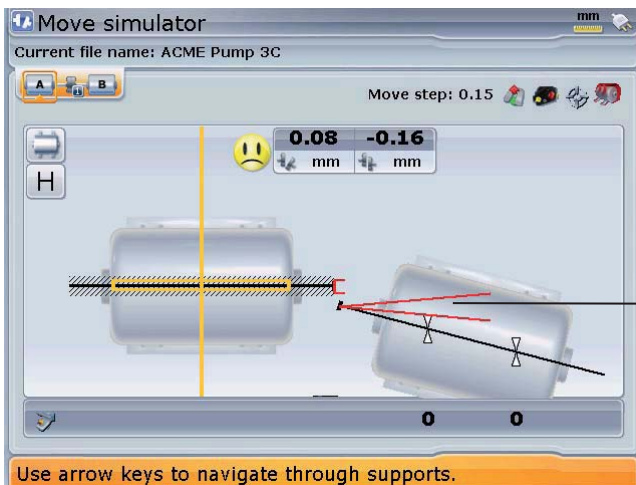 Move simulator
mm
Current file name: ACME Pump 3C
A B
Move step: 0.15
0.08 -0.16
mm mm
H
0 0
Use arrow keys to navigate through supports.